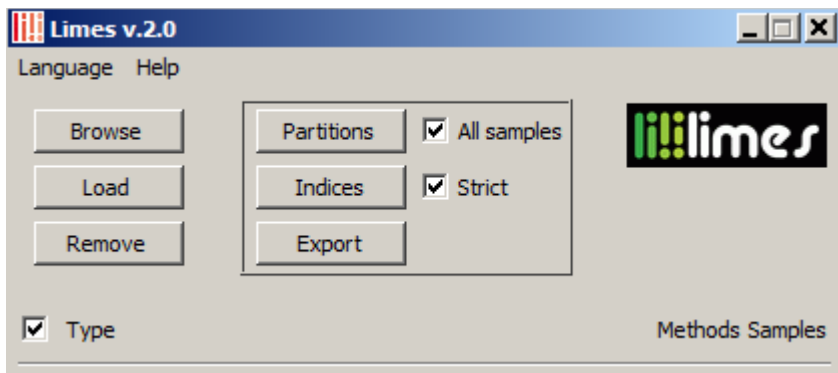 Limes v.2.0
Language Help
Browse Partitions All samples
limes
Load Indices Strict
Remove Export
Type Methods Samples